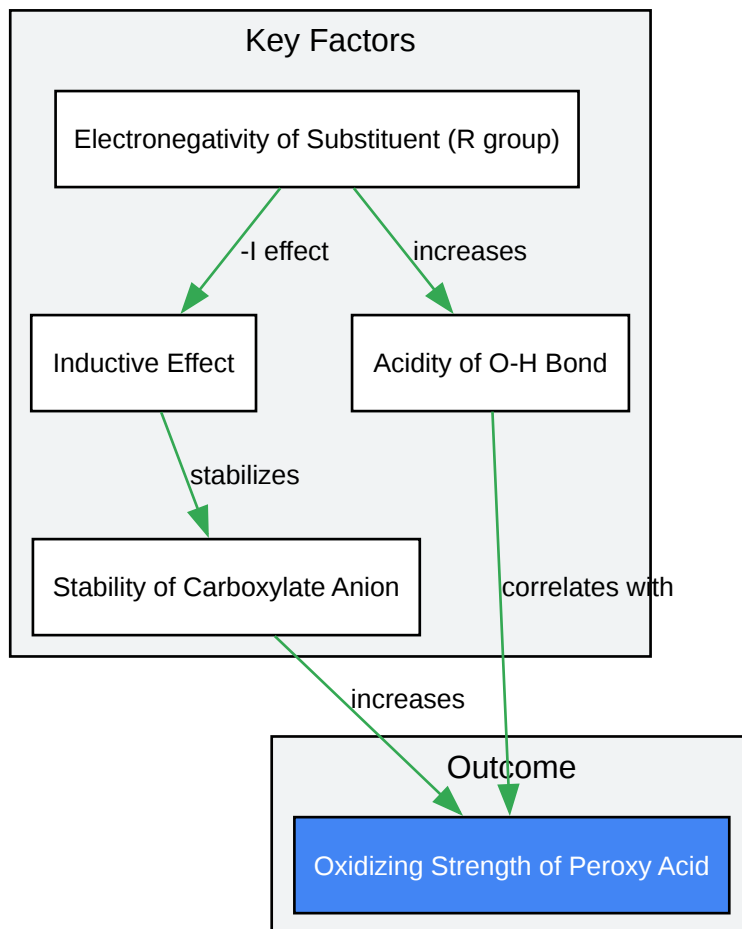 Key Factors
Electronegativity of Substituent (R group)
-I effect
increases
Inductive Effect
Acidity of O-H Bond
stabilizes
Stability of Carboxylate Anion
correlates with
increases
Outcome
Oxidizing Strength of Peroxy Acid